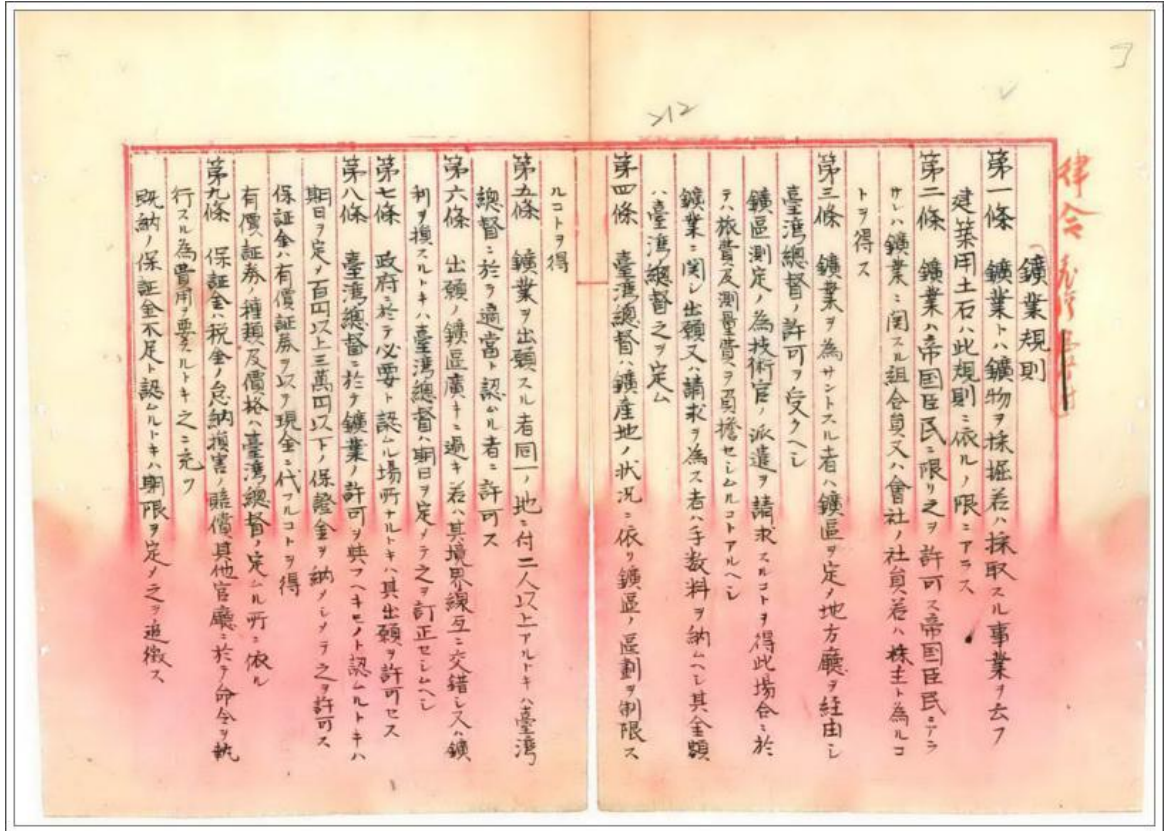 律令
鑛業規則
第一條　鑛業トハ鑛物ヲ採掘若ハ採取スル事業ヲ云フ
建築用土石ハ此規則ニ依ルノ限ニアラス
第二條　鑛業ハ帝国臣民ニ限リ之ヲ許可ス帝国臣民ニアラ
サレハ鑛業ニ関スル組合員又ハ會社ノ社員若ハ株主ト為ルコ
トヲ得ス
第三條　鑛業ヲ為サントスル者ハ鑛區ヲ定メ地方廳ヲ経由シ
臺湾總督ノ許可ヲ受クヘシ
鑛區測定ノ為技術官ノ派遣ヲ請求スルコトヲ得此場合ニ於
テハ旅費及測量費ヲ負擔セシムルコトアルヘシ
鑛業ニ関シ出願又ハ請求ヲ為ス者ハ手数料ヲ納ムヘシ其金額
ハ臺湾總督之ヲ定ム
第四條　臺湾總督ハ鑛産地ノ状况ニ依リ鑛區ノ區劃ヲ制限ス
ルコトヲ得
第五條　鑛業ヲ出願スル者同一ノ地ニ付二人以上アルトキハ臺湾
總督ニ於テ適當ト認ムル者ニ許可ス
第六條　出願ノ鑛區廣キニ過キ若ハ其境界線互ニ交錯シ又ハ鑛
利ヲ損スルトキハ臺湾總督ハ期日ヲ定メテ之ヲ訂正セシムヘシ
第七條　政府ニ於テ必要ト認ムル場所ナルトキハ其出願ヲ許可セス
第八條　臺湾總督ニ於テ鑛業ノ許可ヲ與フヘキモノト認ムルトキハ
期日ヲ定メ百円以上三萬円以下ノ保證金ヲ納メシメテ之ヲ許可ス
保証金ハ有價証券ヲ以テ現金ニ代フルコトヲ得
有價証券ノ種類及價格ハ臺湾總督ノ定ムル所ニ依ル
第九條　保証金ハ税金ノ怠納損害ノ賠償其他官廳ニ於テ命令ヲ執
行スル為費用ヲ要スルトキ之ニ充ツ
既納ノ保証金不足ト認ムルトキハ期限ヲ定メ之ヲ追徴ス
212